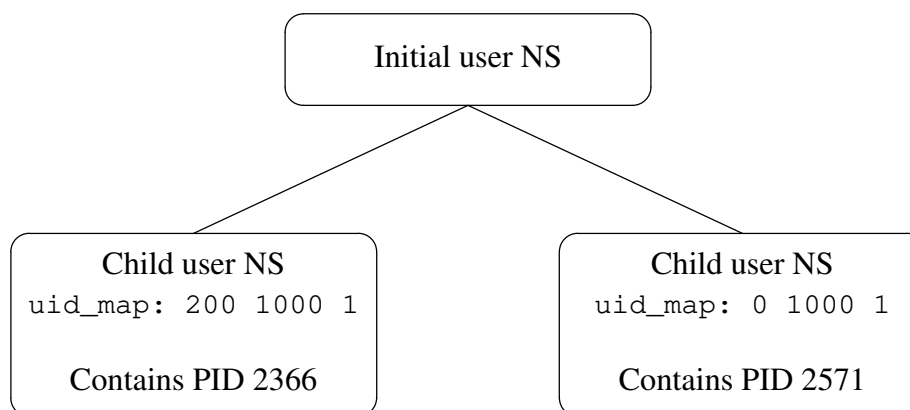 Initial user NS
Child user NS
uid_map: 200 1000 1
Contains PID 2366
Child user NS
uid_map: 0 1000 1
Contains PID 2571